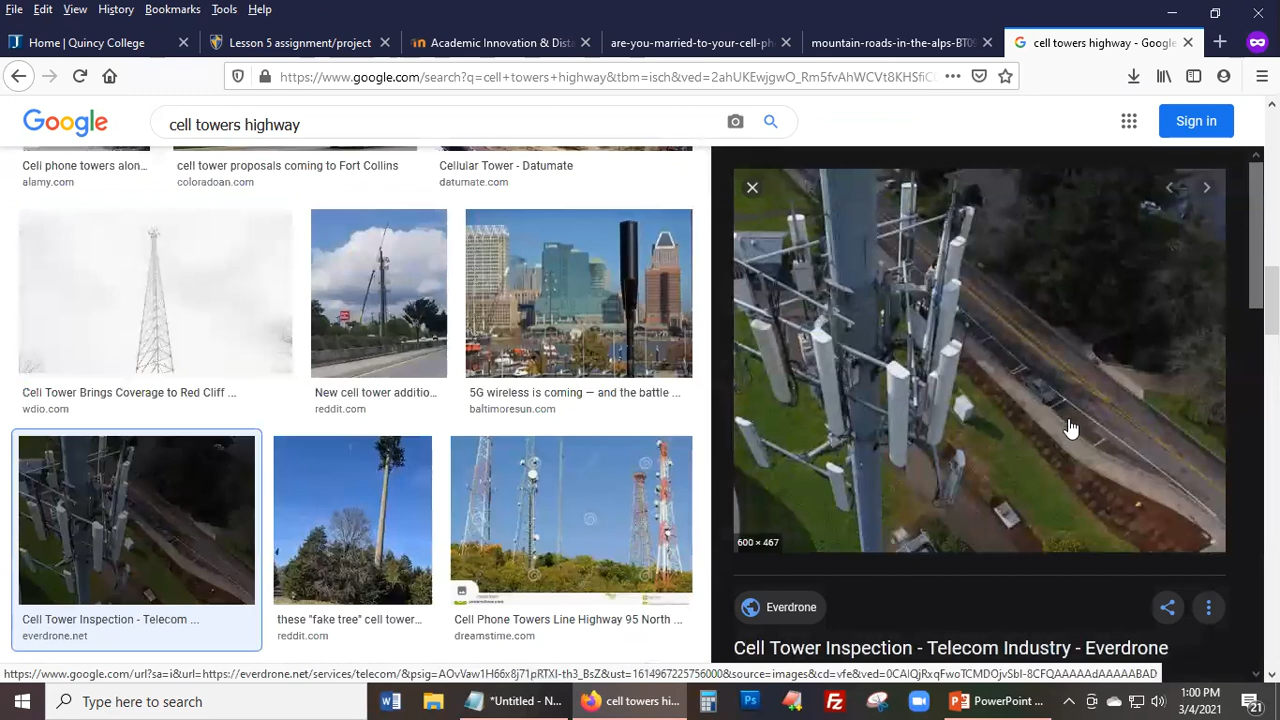 File Edit View History Bookmarks Tools Help
Home | Quincy College
Lesson 5 assignment/project
Academic Innovation & Dista
are-you-married-to-your-cell-ph
mountain-roads-in-the-alps-BT09
cell towers highway - Google
https://www.google.com/search?q=cell+towers+highway&tbm=isch&ved=2ahUKEwjgwO_Rm5fvAhWCVt8KHSfiC
Google
cell towers highway
Sign in
Cell phone towers alon...
alamy.com
cell tower proposals coming to Fort Collins
coloradoan.com
Cellular Tower - Datumate
datumate.com
Cell Tower Brings Coverage to Red Cliff ...
wdio.com
New cell tower additio...
reddit.com
5G wireless is coming — and the battle ...
baltimoresun.com
Cell Tower Inspection - Telecom ...
everdrone.net
these "fake tree" cell tower...
reddit.com
Cell Phone Towers Line Highway 95 North ...
dreamstime.com
600 × 467
Everdrone
Cell Tower Inspection - Telecom Industry - Everdrone
https://www.google.com/url?sa=i&url=https://everdrone.net/services/telecom/&psig=AOvVaw1H66x8j71pRTXI-th3_BsZ&ust=1614967225756000&source=images&cd=vfe&ved=0CAIQjRxqFwoTCMDOjvSbl-8CFQAAAAAdAAAAABAD
Type here to search
*Untitled - N...
cell towers hi...
PowerPoint ...
1:00 PM
3/4/2021
21